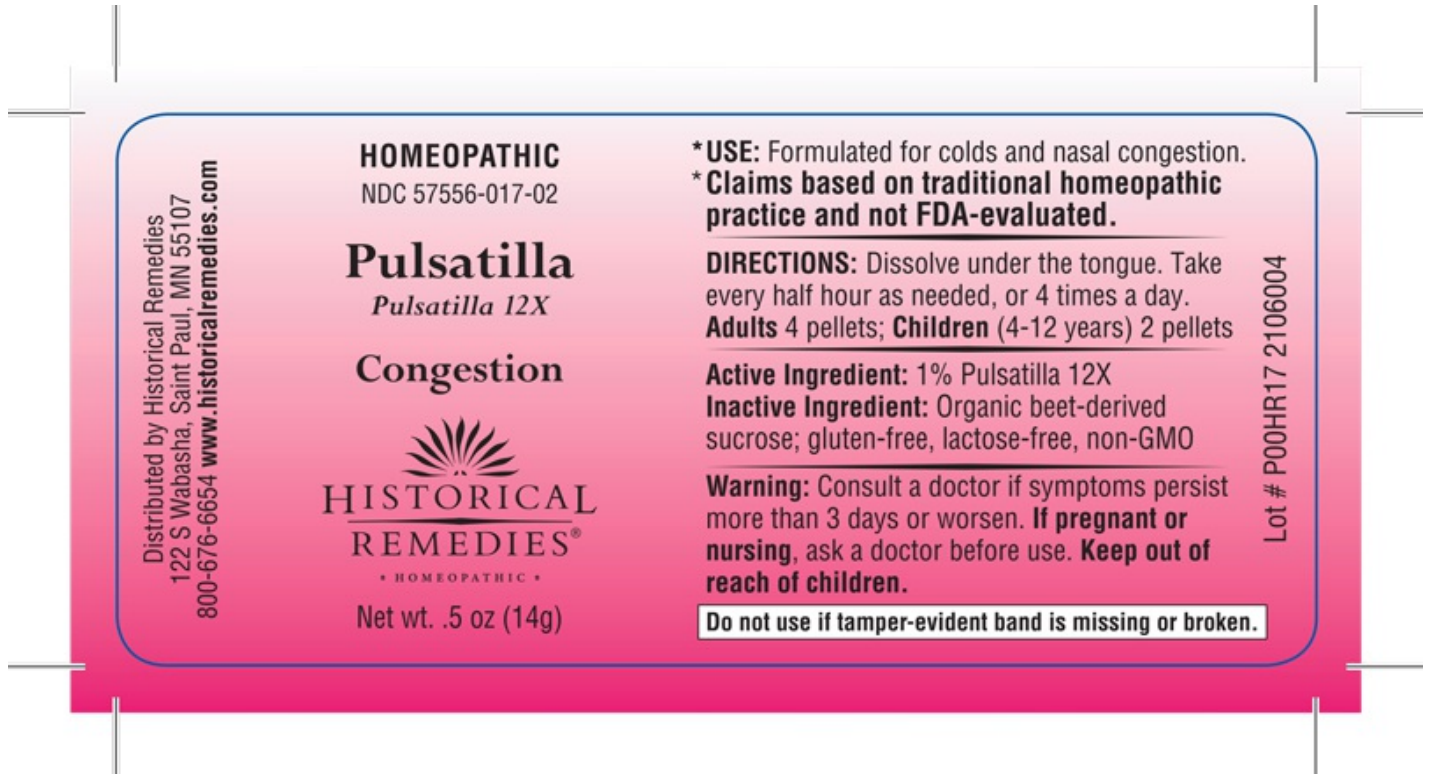 Distributed by Historical Remedies
122 S Wabasha, Saint Paul, MN 55107
800-676-6654 www.historicalremedies.com
HOMEOPATHIC
NDC 57556-017-02
Pulsatilla
Pulsatilla 12X
Congestion
HISTORICAL
REMEDIES®
* HOMEOPATHIC *
Net wt. .5 oz (14g)
*USE: Formulated for colds and nasal congestion.
*Claims based on traditional homeopathic
practice and not FDA-evaluated.
DIRECTIONS: Dissolve under the tongue. Take
every half hour as needed, or 4 times a day.
Adults 4 pellets; Children (4-12 years) 2 pellets
Active Ingredient: 1% Pulsatilla 12X
Inactive Ingredient: Organic beet-derived
sucrose; gluten-free, lactose-free, non-GMO
Warning: Consult a doctor if symptoms persist
more than 3 days or worsen. If pregnant or
nursing, ask a doctor before use. Keep out of
reach of children.
Do not use if tamper-evident band is missing or broken.
Lot # P00HR17 2106004